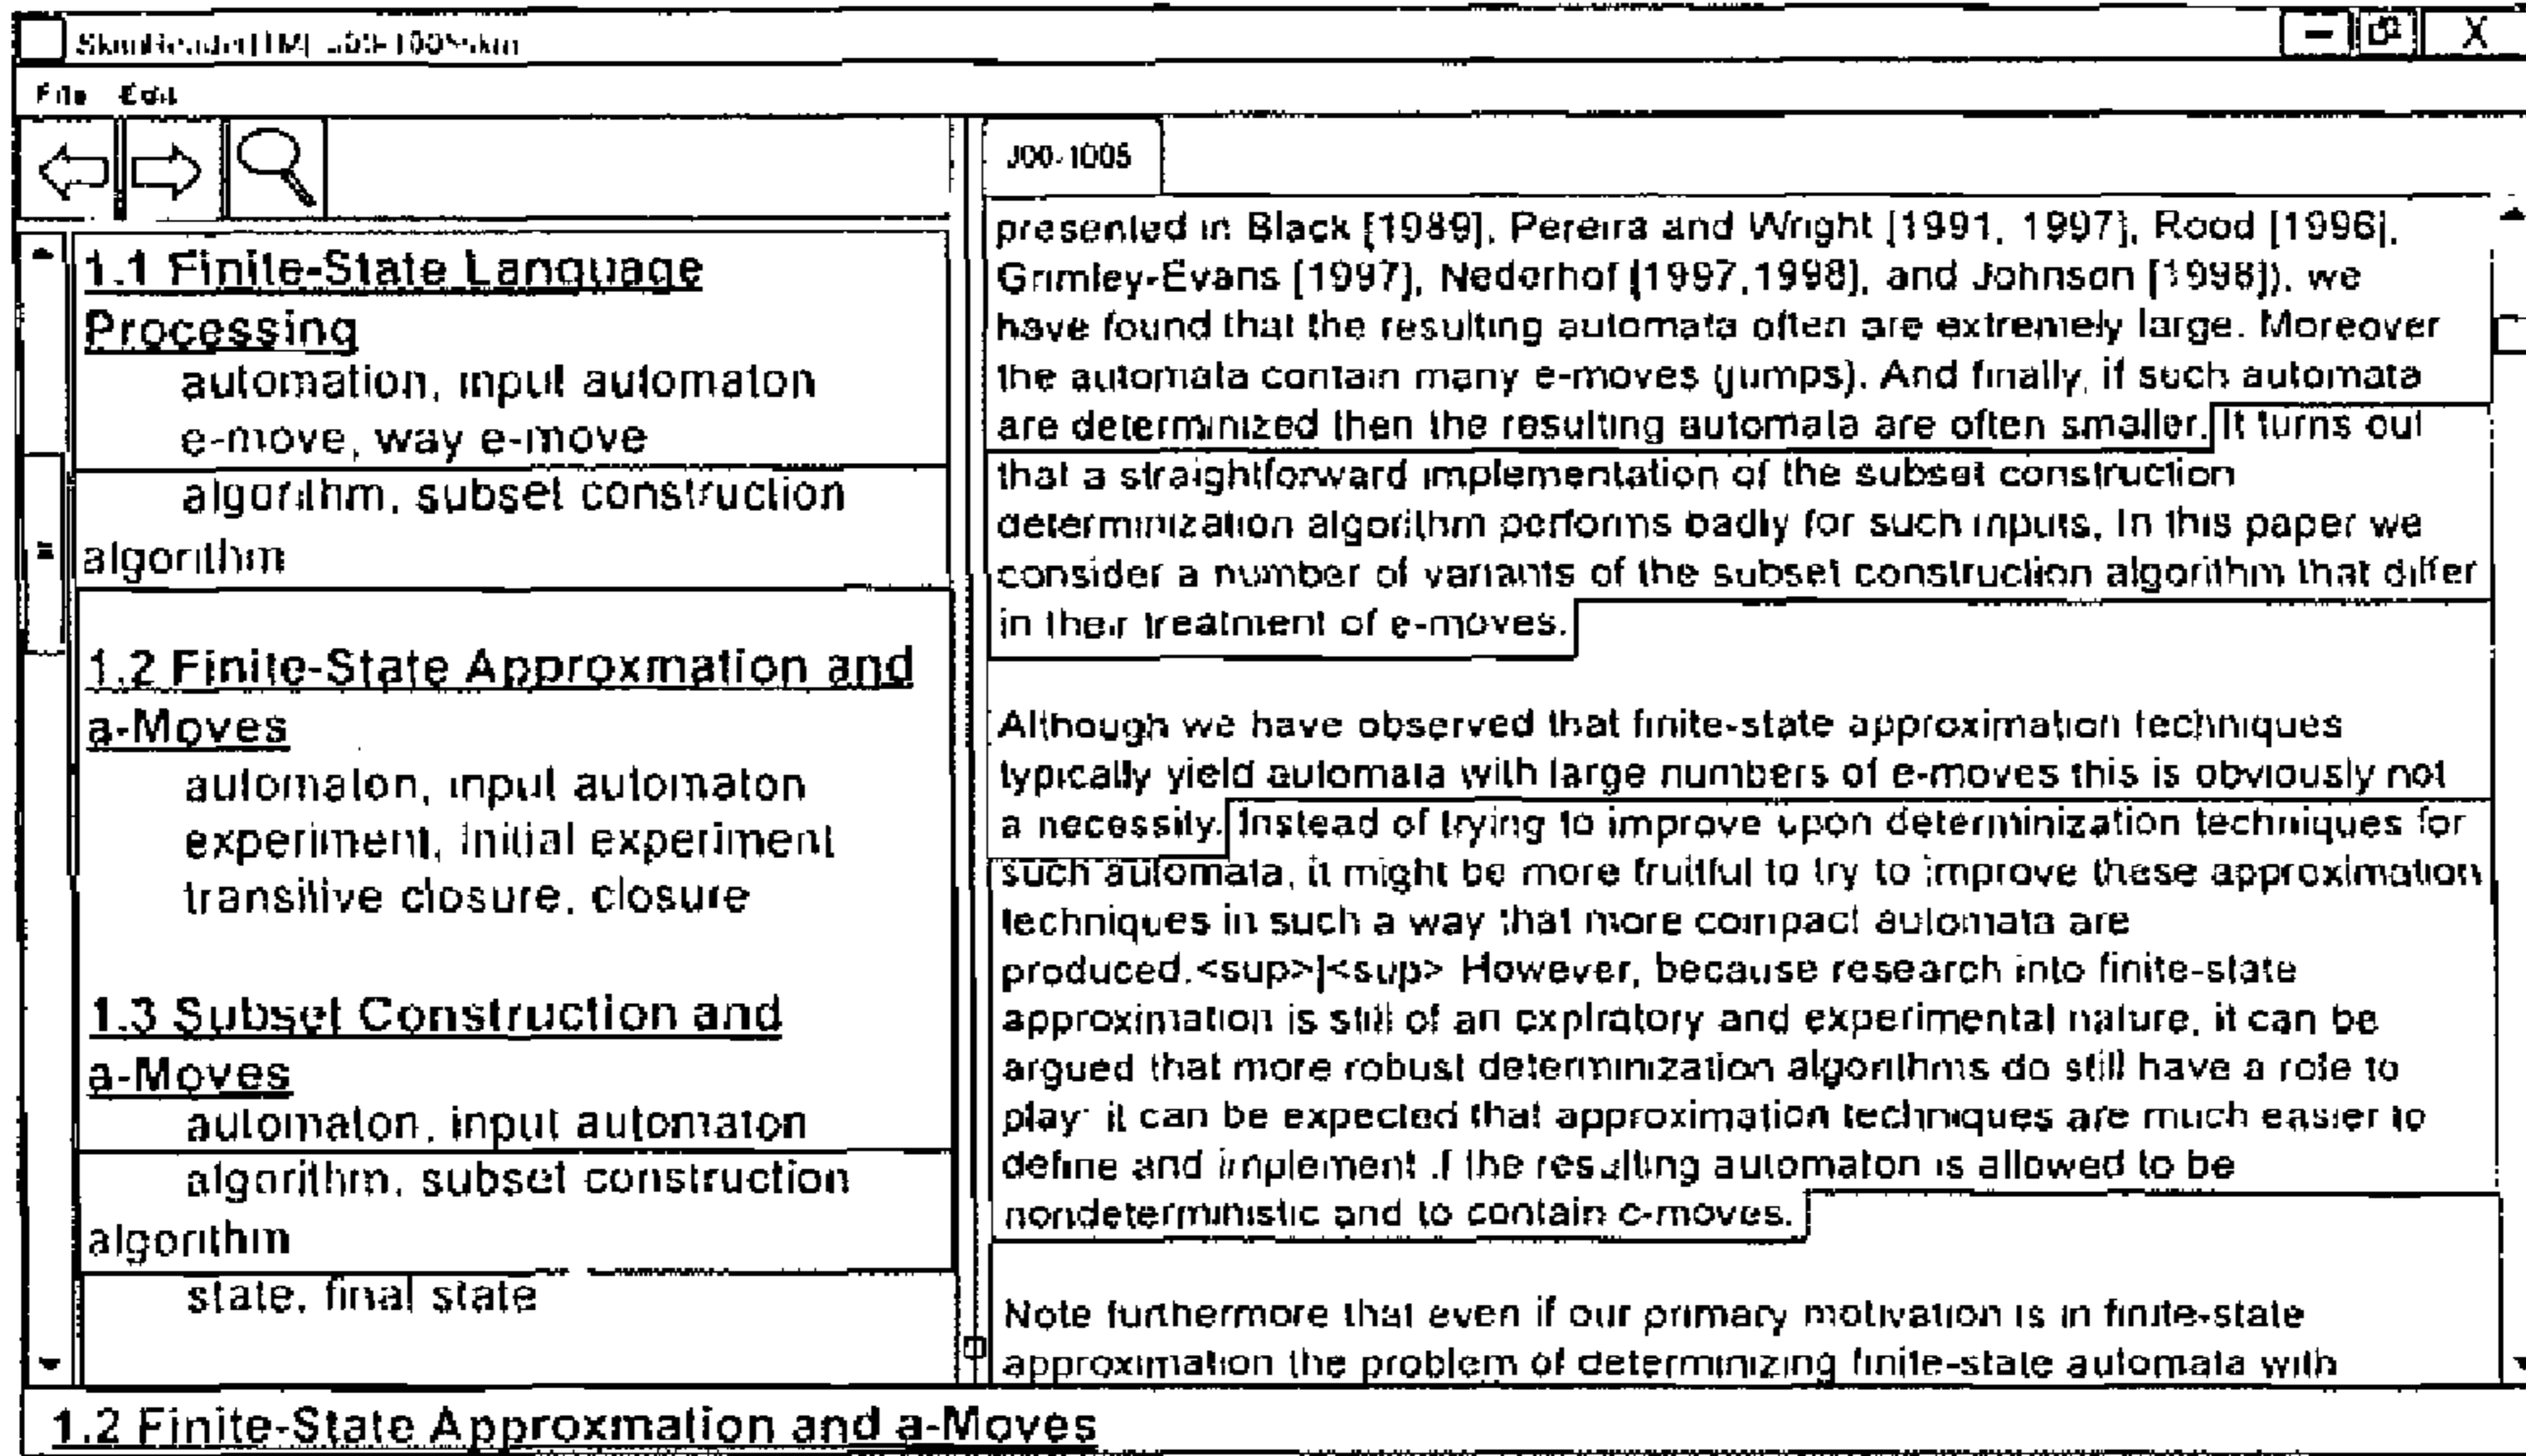 SkimReader[TM]
File Edit
J00-1005
1.1 Finite-State Language
Processing
automation, input automaton
e-move, way e-move
algorithm, subset construction
algorithm
1.2 Finite-State Approxmation and
a-Moves
automaton, input automaton
experiment, initial experiment
transitive closure, closure
1.3 Subset Construction and
a-Moves
automaton, input automaton
algorithm, subset construction
algorithm
state, final state
presented in Black [1989], Pereira and Wright [1991, 1997], Rood [1996],
Grimley-Evans [1997], Nederhof [1997,1998], and Johnson [1998]). we
have found that the resulting automata often are extremely large. Moreover
the automata contain many e-moves (jumps). And finally, if such automata
are determinized then the resulting automata are often smaller. It turns out
that a straightforward implementation of the subset construction
determinization algorithm performs badly for such inputs, In this paper we
consider a number of variants of the subset construction algorithm that differ
in their treatment of e-moves.
Although we have observed that finite-state approximation techniques
typically yield automata with large numbers of e-moves this is obviously not
a necessity. Instead of trying to improve upon determinization techniques for
such automata, it might be more fruitful to try to improve these approximation
techniques in such a way that more compact automata are
produced.<sup>|<sup> However, because research into finite-state
approximation is still of an explratory and experimental nature, it can be
argued that more robust determinization algorithms do still have a role to
play: it can be expected that approximation techniques are much easier to
define and implement if the resulting automaton is allowed to be
nondeterministic and to contain e-moves.
Note furthermore that even if our primary motivation is in finite-state
approximation the problem of determinizing finite-state automata with
1.2 Finite-State Approxmation and a-Moves